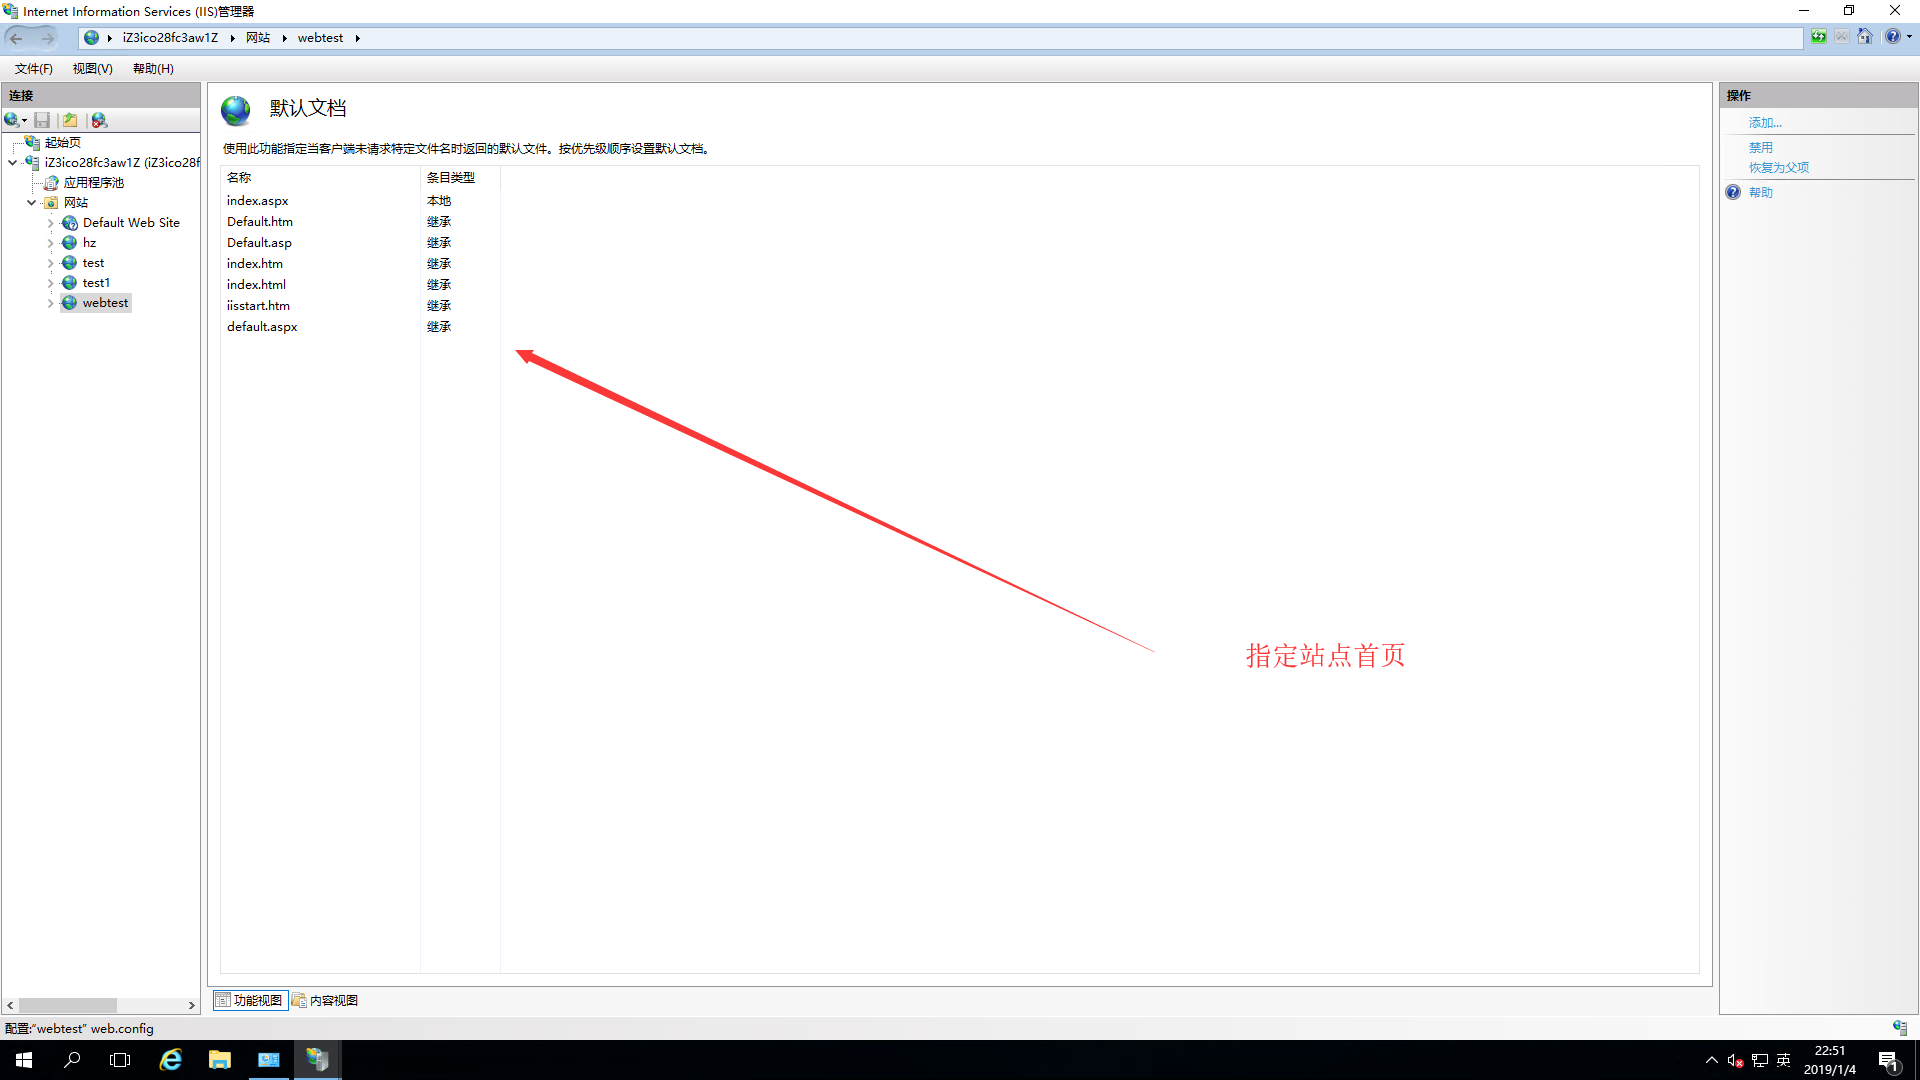 Internet Information Services (IIS)管理器
iZ3ico28fc3aw1Z
网站
webtest
文件(F) 视图(V) 帮助(H)
连接
起始页
iZ3ico28fc3aw1Z (iZ3ico28f
应用程序池
网站
Default Web Site
hz
test
test1
webtest
默认文档
使用此功能指定当客户端未请求特定文件名时返回的默认文件。按优先级顺序设置默认文档。
名称 条目类型
index.aspx 本地
Default.htm 继承
Default.asp 继承
index.htm 继承
index.html 继承
iisstart.htm 继承
default.aspx 继承
指定站点首页
操作
添加...
禁用
恢复为父项
帮助
功能视图 内容视图
配置:“webtest” web.config
英
22:51
2019/1/4
1